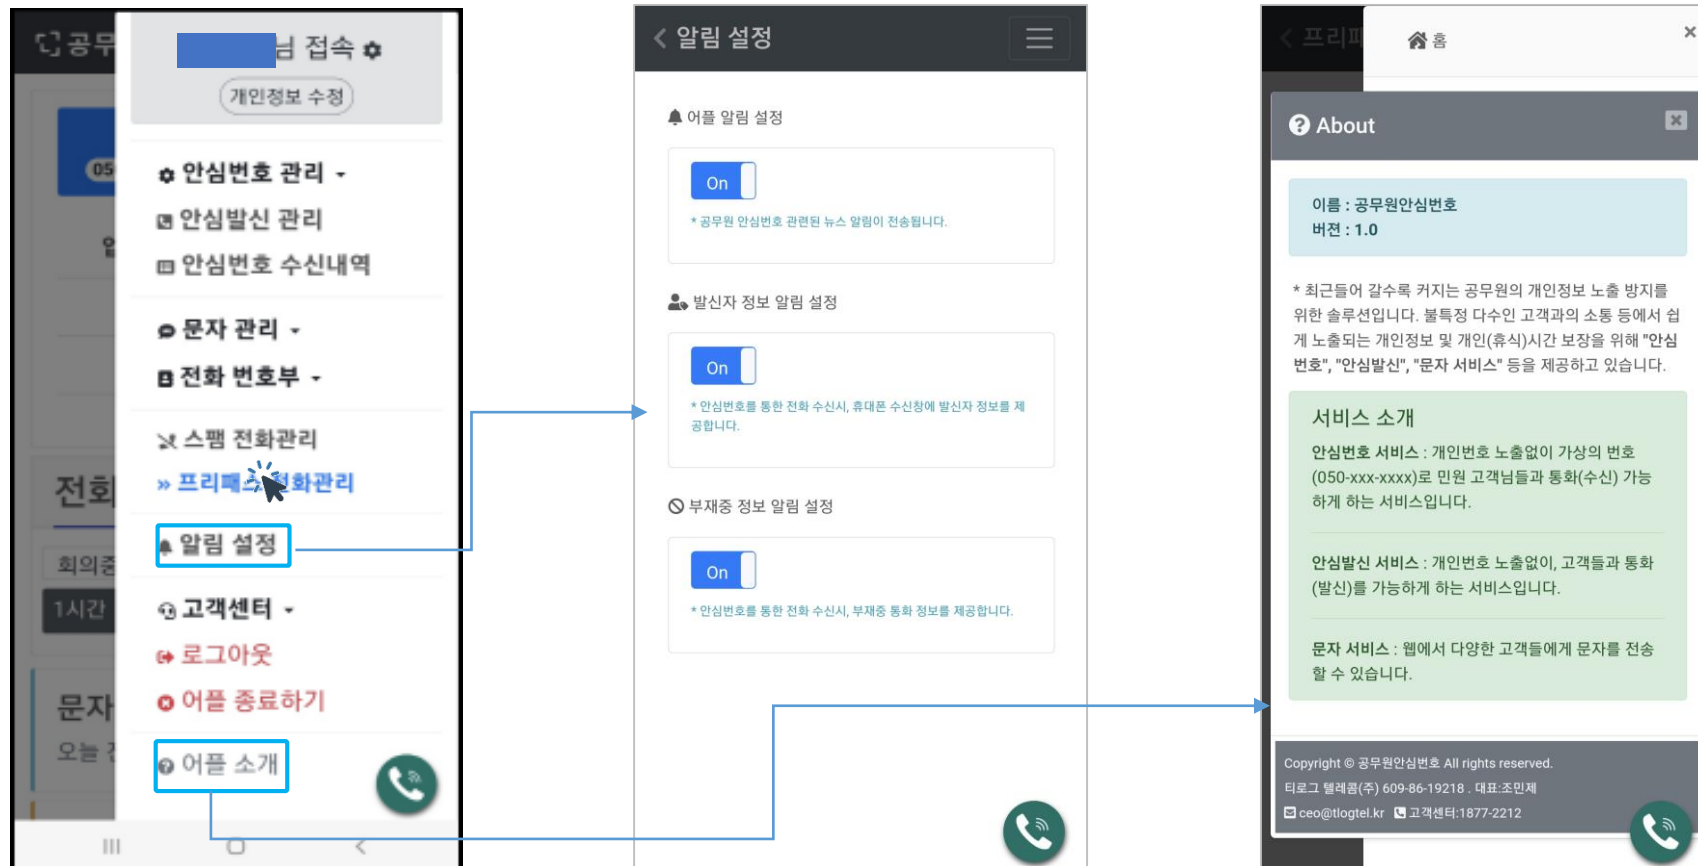 공무
님 접속
개인정보 수정
05
안심번호 관리
안심발신 관리
안심번호 수신내역
문자 관리
전화 번호부
스팸 전화관리
» 프리패스 전화관리
전화
알림 설정
회의중
1시간
고객센터
로그아웃
어플 종료하기
문자
오늘
어플 소개
알림 설정
어플 알림 설정
On
* 공무원 안심번호 관련된 뉴스 알림이 전송됩니다.
발신자 정보 알림 설정
On
* 안심번호를 통한 전화 수신시, 휴대폰 수신창에 발신자 정보를 제
공합니다.
부재중 정보 알림 설정
On
* 안심번호를 통한 전화 수신시, 부재중 통화 정보를 제공합니다.
프리패
홈
×
About
이름 : 공무원안심번호
버젼 : 1.0
* 최근들어 갈수록 커지는 공무원의 개인정보 노출 방지를
위한 솔루션입니다. 불특정 다수인 고객과의 소통 등에서 쉽
게 노출되는 개인정보 및 개인(휴식)시간 보장을 위해 "안심
번호", "안심발신", "문자 서비스" 등을 제공하고 있습니다.
서비스 소개
안심번호 서비스 : 개인번호 노출없이 가상의 번호
(050-xxx-xxxx)로 민원 고객님들과 통화(수신) 가능
하게 하는 서비스입니다.
안심발신 서비스 : 개인번호 노출없이, 고객들과 통화
(발신)를 가능하게 하는 서비스입니다.
문자 서비스 : 웹에서 다양한 고객들에게 문자를 전송
할 수 있습니다.
Copyright © 공무원안심번호 All rights reserved.
티로그 텔레콤(주) 609-86-19218 . 대표:조민제
ceo@tlogtel.kr 고객센터:1877-2212